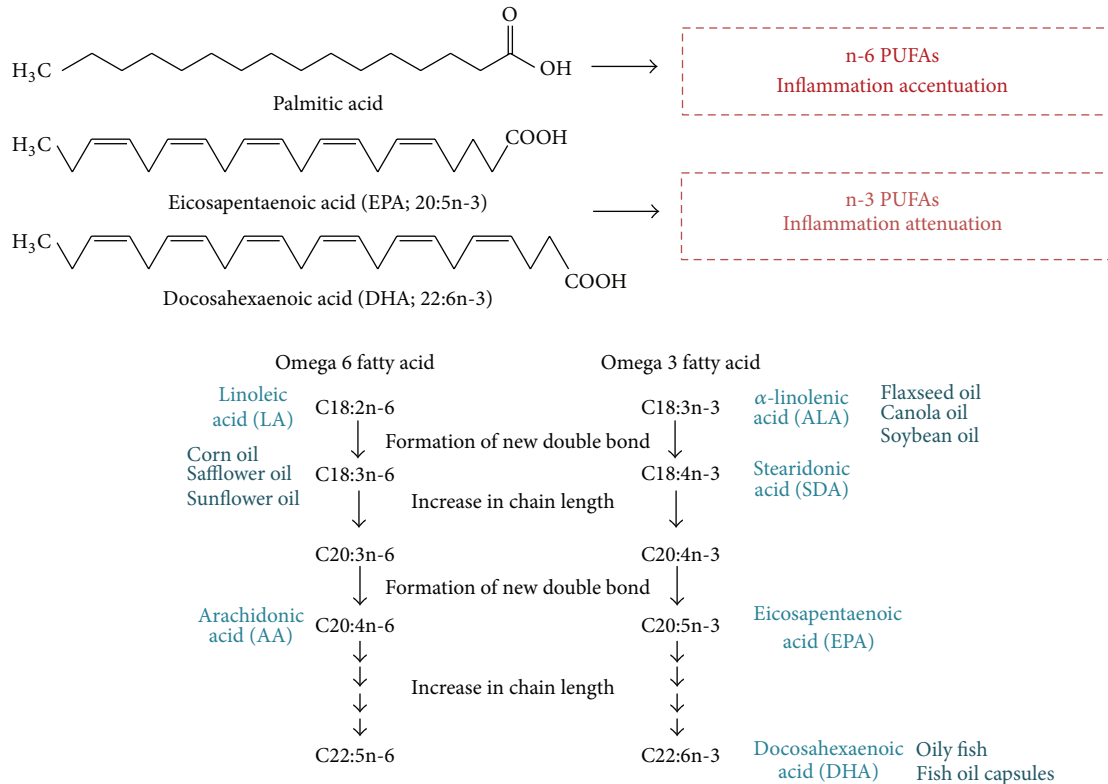 O
H₃C
OH
Palmitic acid
n-6 PUFAs
Inflammation accentuation
H₃C
COOH
Eicosapentaenoic acid (EPA; 20:5n-3)
n-3 PUFAs
Inflammation attenuation
H₃C
COOH
Docosahexaenoic acid (DHA; 22:6n-3)
Omega 6 fatty acid
Omega 3 fatty acid
Linoleic
acid (LA)
C18:2n-6
C18:3n-3
α-linolenic
acid (ALA)
Flaxseed oil
Canola oil
Soybean oil
Formation of new double bond
Corn oil
Safflower oil
Sunflower oil
C18:3n-6
C18:4n-3
Stearidonic
acid (SDA)
Increase in chain length
C20:3n-6
C20:4n-3
Formation of new double bond
Arachidonic
acid (AA)
C20:4n-6
C20:5n-3
Eicosapentaenoic
acid (EPA)
Increase in chain length
C22:5n-6
C22:6n-3
Docosahexaenoic
acid (DHA)
Oily fish
Fish oil capsules